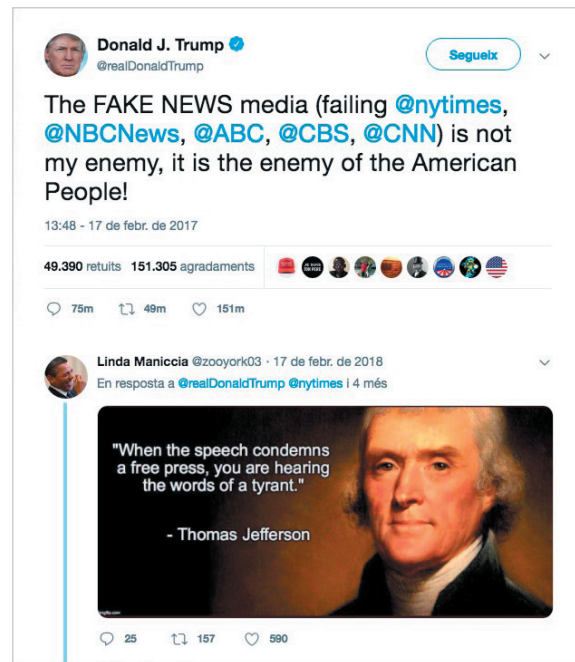 Donald J. Trump
@realDonaldTrump
Segueix
The FAKE NEWS media (failing @nytimes,
@NBCNews, @ABC, @CBS, @CNN) is not
my enemy, it is the enemy of the American
People!
13:48 - 17 de febr. de 2017
49.390 retuits 151.305 agradaments
75m 49m 151m
Linda Maniccia @zooyork03 · 17 de febr. de 2018
En resposta a @realDonaldTrump @nytimes i 4 més
"When the speech condemns
a free press, you are hearing
the words of a tyrant."
- Thomas Jefferson
25 157 590